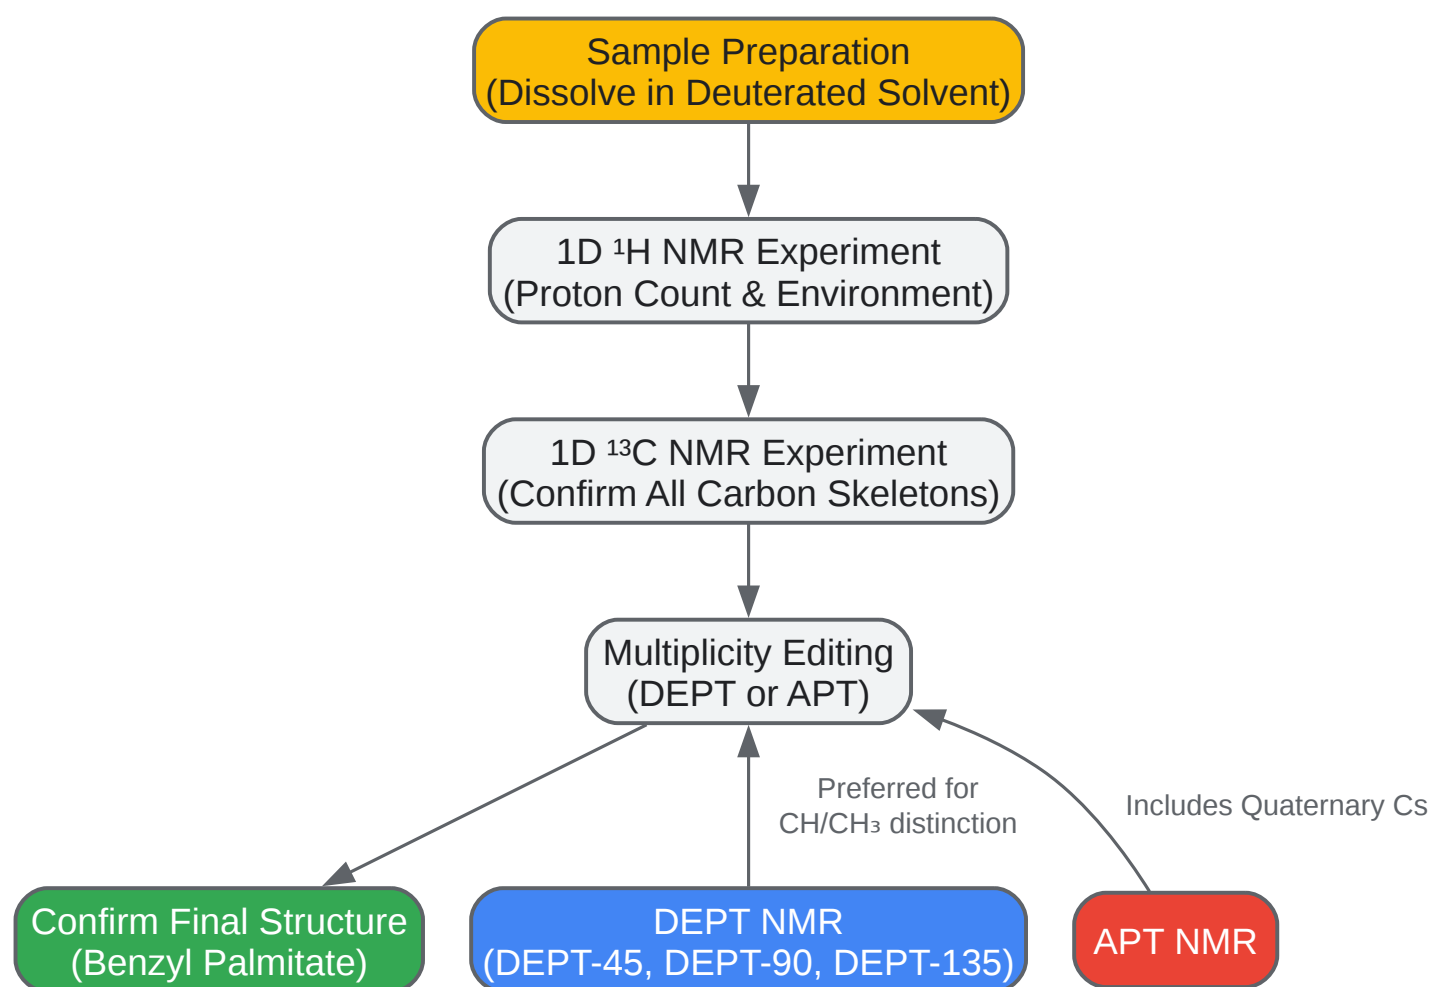 Sample Preparation
(Dissolve in Deuterated Solvent)
1D ¹H NMR Experiment
(Proton Count & Environment)
1D ¹³C NMR Experiment
(Confirm All Carbon Skeletons)
Multiplicity Editing
(DEPT or APT)
Preferred for
CH/CH₃ distinction
Includes Quaternary Cs
Confirm Final Structure
(Benzyl Palmitate)
DEPT NMR
(DEPT-45, DEPT-90, DEPT-135)
APT NMR